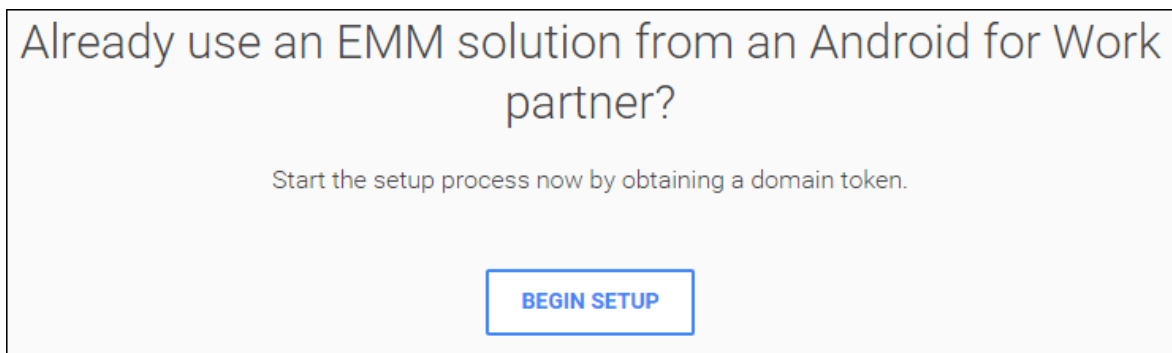 Already use an EMM solution from an Android for Work
partner?
Start the setup process now by obtaining a domain token.
BEGIN SETUP